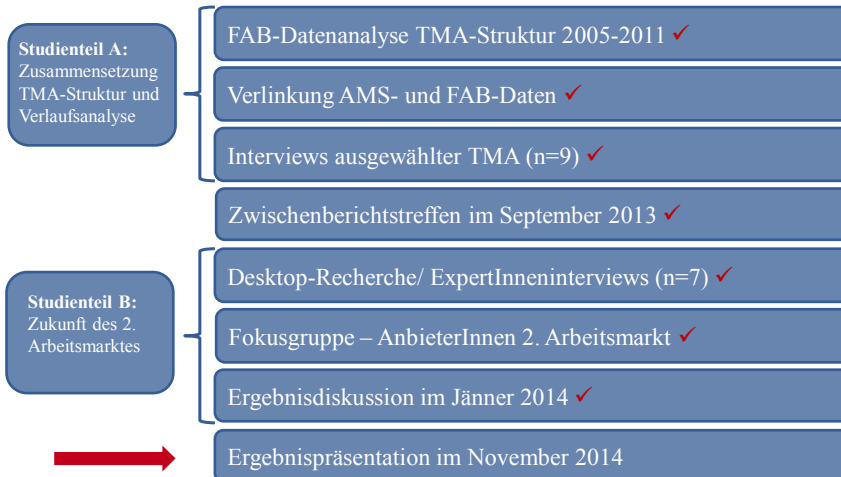 Studienteil A:
Zusammensetzung
TMA-Struktur und
Verlaufsanalyse
FAB-Datenanalyse TMA-Struktur 2005-2011 ✓
Verlinkung AMS- und FAB-Daten ✓
Interviews ausgewählter TMA (n=9) ✓
Zwischenberichtstreffen im September 2013 ✓
Studienteil B:
Zukunft des 2.
Arbeitsmarktes
Desktop-Recherche/ ExpertInneninterviews (n=7) ✓
Fokusgruppe – AnbieterInnen 2. Arbeitsmarkt ✓
Ergebnisdiskussion im Jänner 2014 ✓
Ergebnispräsentation im November 2014